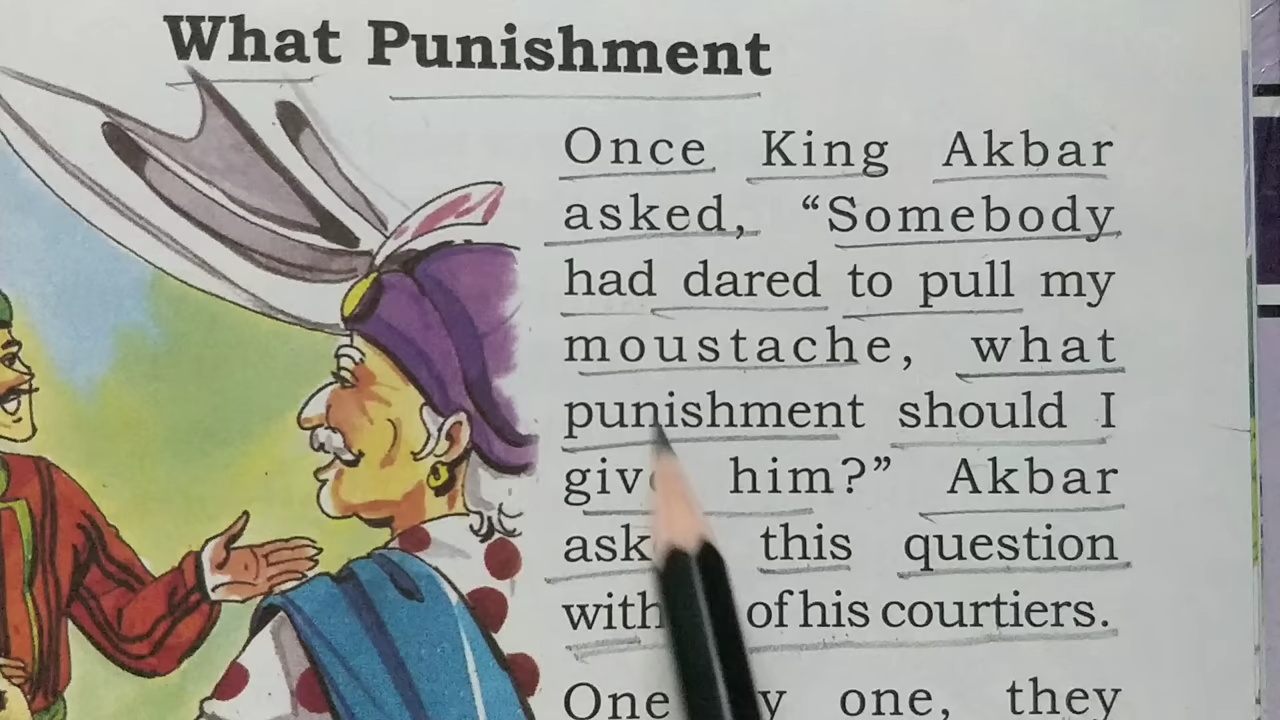 What Punishment
Once King Akbar
asked, “Somebody
had dared to pull my
moustache, what
punishment should I
give him?” Akbar
this question
of his courtiers.
One one, they